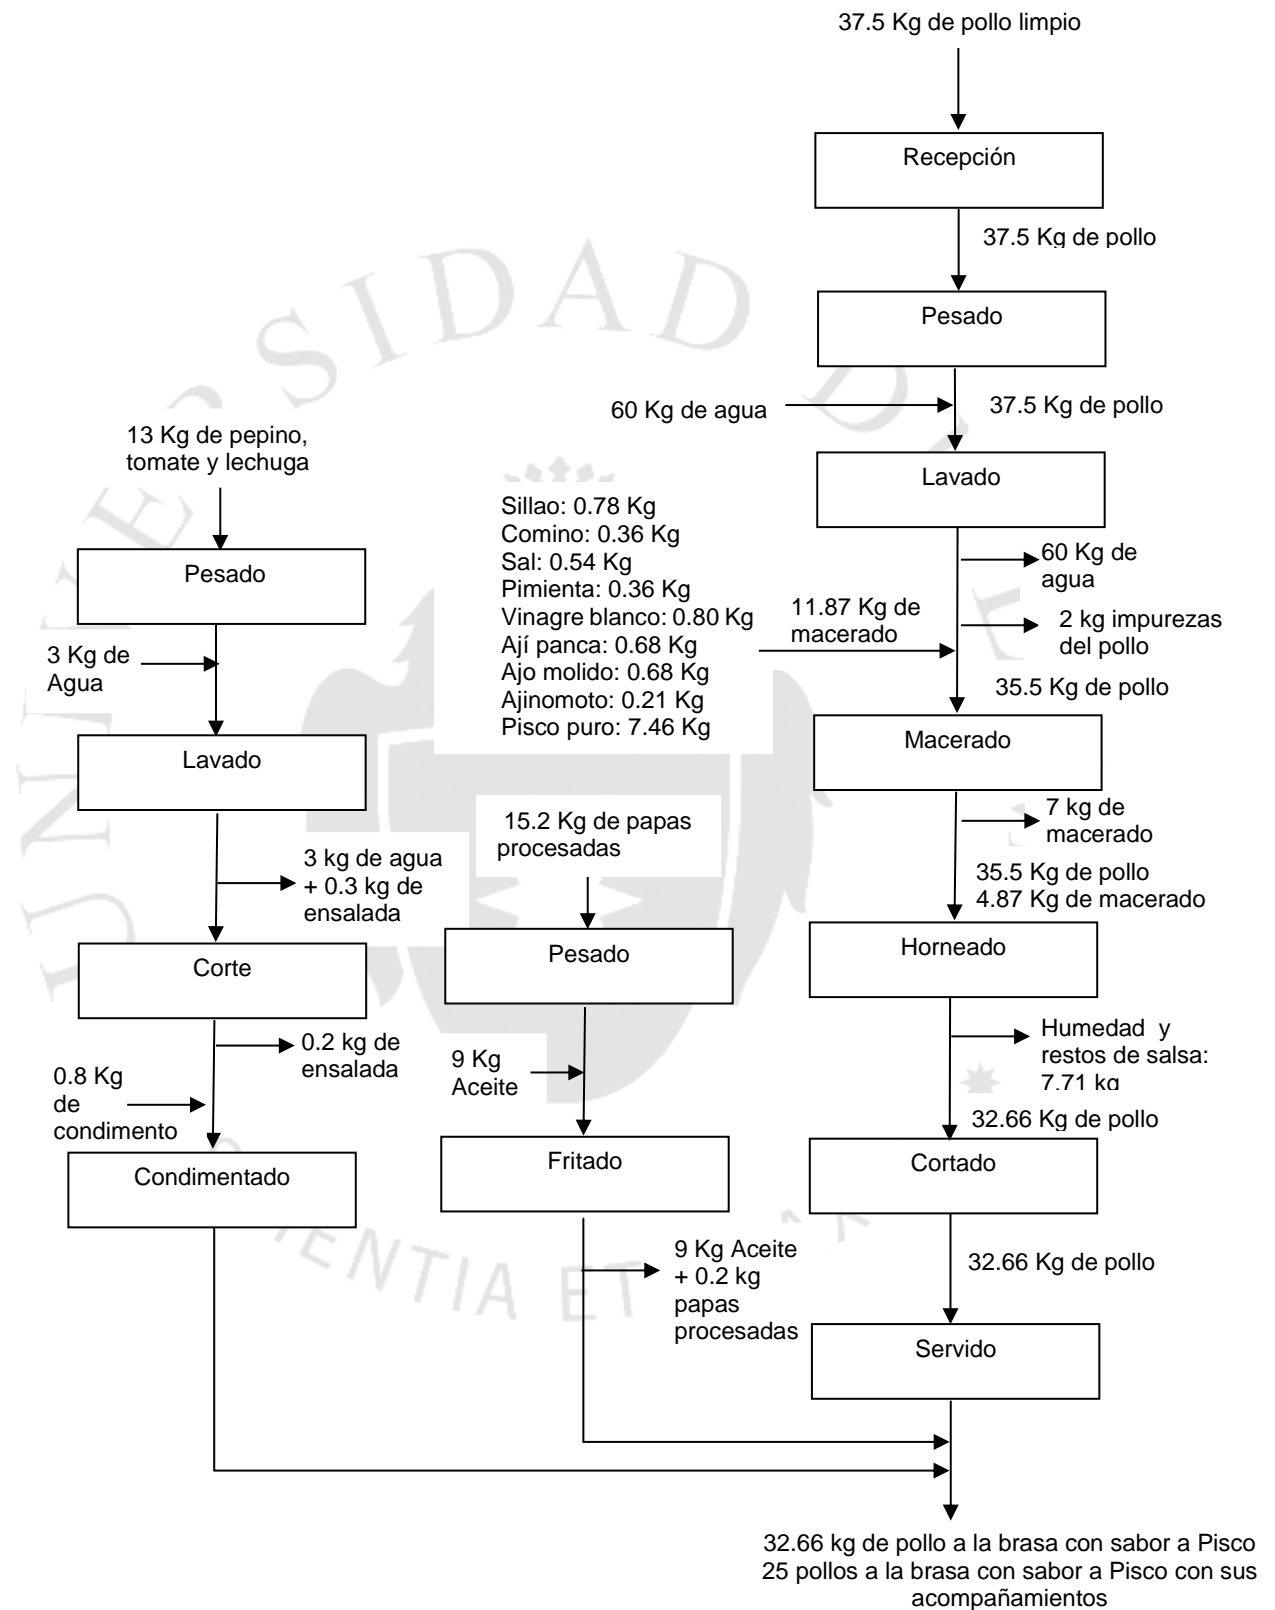 37.5 Kg de pollo limpio
Recepción
37.5 Kg de pollo
Pesado
60 Kg de agua
37.5 Kg de pollo
Lavado
60 Kg de
agua
2 kg impurezas
del pollo
Sillao: 0.78 Kg
Comino: 0.36 Kg
Sal: 0.54 Kg
Pimienta: 0.36 Kg
Vinagre blanco: 0.80 Kg
Ají panca: 0.68 Kg
Ajo molido: 0.68 Kg
Ajinomoto: 0.21 Kg
Pisco puro: 7.46 Kg
11.87 Kg de
macerado
35.5 Kg de pollo
Macerado
7 kg de
macerado
35.5 Kg de pollo
4.87 Kg de macerado
Horneado
Humedad y
restos de salsa:
7.71 kg
32.66 Kg de pollo
Cortado
32.66 Kg de pollo
Servido
13 Kg de pepino,
tomate y lechuga
Pesado
3 Kg de
Agua
Lavado
3 kg de agua
+ 0.3 kg de
ensalada
Corte
0.2 kg de
ensalada
0.8 Kg
de
condimento
Condimentado
15.2 Kg de papas
procesadas
Pesado
9 Kg
Aceite
Fritado
9 Kg Aceite
+ 0.2 kg
papas
procesadas
32.66 kg de pollo a la brasa con sabor a Pisco
25 pollos a la brasa con sabor a Pisco con sus
acompañamientos